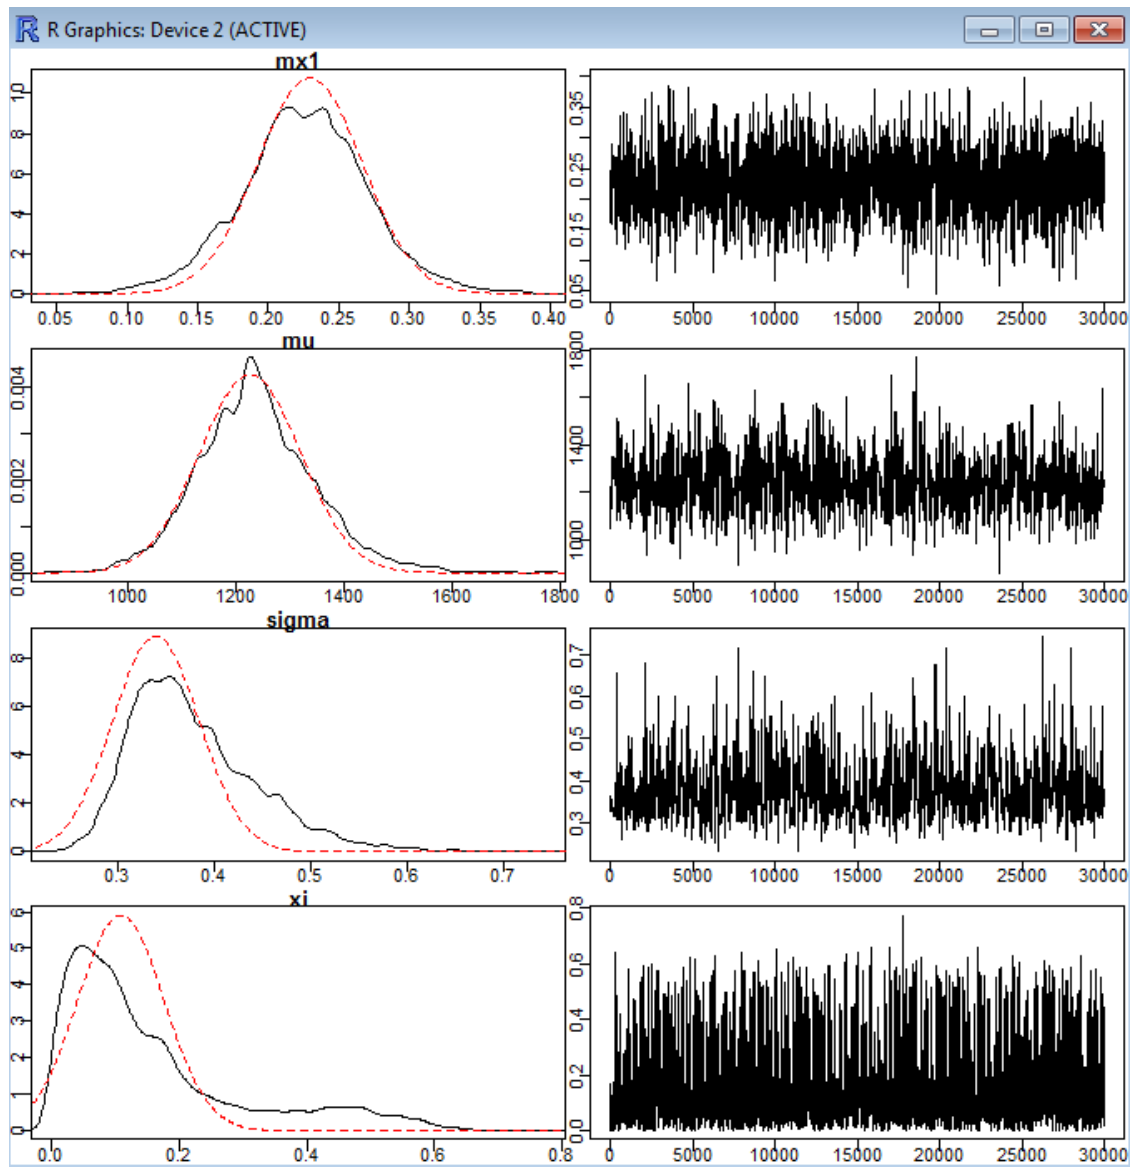 R Graphics: Device 2 (ACTIVE)
mx1
0 2 4 6 8 10
0.05 0.10 0.15 0.20 0.25 0.30 0.35 0.40
0.05 0.15 0.25 0.35
0 5000 10000 15000 20000 25000 30000
mu
0.000 0.002 0.004
1000 1200 1400 1600 1800
1000 1400 1800
0 5000 10000 15000 20000 25000 30000
sigma
0 2 4 6 8
0.3 0.4 0.5 0.6 0.7
0.3 0.4 0.5 0.6 0.7
0 5000 10000 15000 20000 25000 30000
xi
0 1 2 3 4 5 6
0.0 0.2 0.4 0.6 0.8
0.0 0.2 0.4 0.6 0.8
0 5000 10000 15000 20000 25000 30000